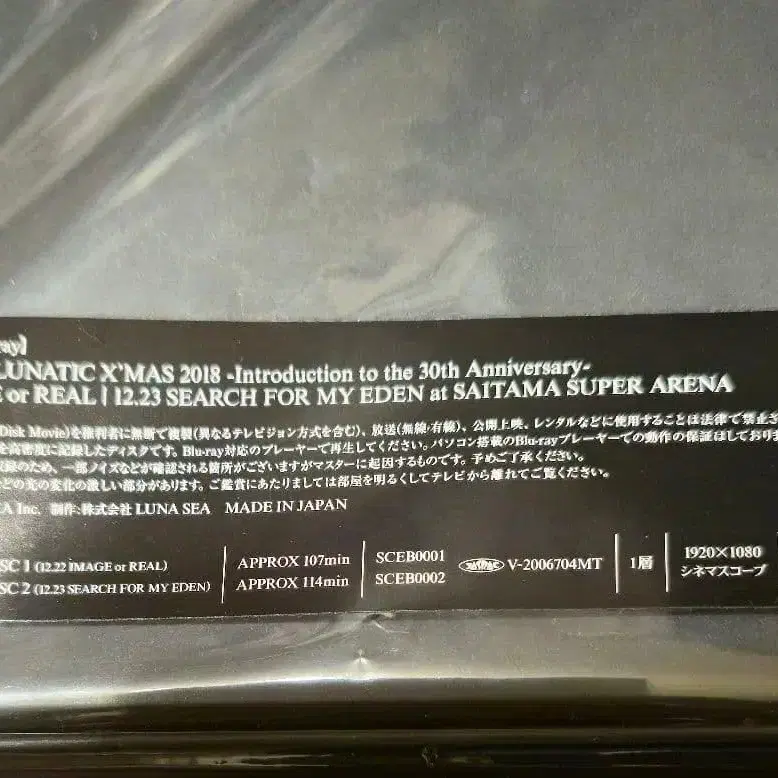 ray】
LUNATIC X'MAS 2018 -Introduction to the 30th Anniversary-
E or REAL | 12.23 SEARCH FOR MY EDEN at SAITAMA SUPER ARENA
Disk Movie)を権利者に無断で複製(異なるテレビジョン方式を含む)、放送(無線·有線)、公開上映、レンタルなどに使用することは法律で禁止さ
を高密度に記録したディスクです。Blu-ray対応のプレーヤーで再生してください。パソコン搭載のBlu-rayプレーヤーでの動作の保証はしており
収録のため、一部ノイズなどが確認される箇所がございますがマスターに起因するものです。予めご了承ください。
どの光の変化の激しい部分があります。ご鑑賞にあたりましては部屋を明るくしてテレビから離れてご覧ください。
A Inc. 制作:株式会社 LUNA SEA MADE IN JAPAN
SC 1 (12.22 IMAGE or REAL) APPROX 107min SCEB0001
SC 2 (12.23 SEARCH FOR MY EDEN) APPROX 114min SCEB0002
V-2006704MT 1層
1920×1080
シネマスコープ